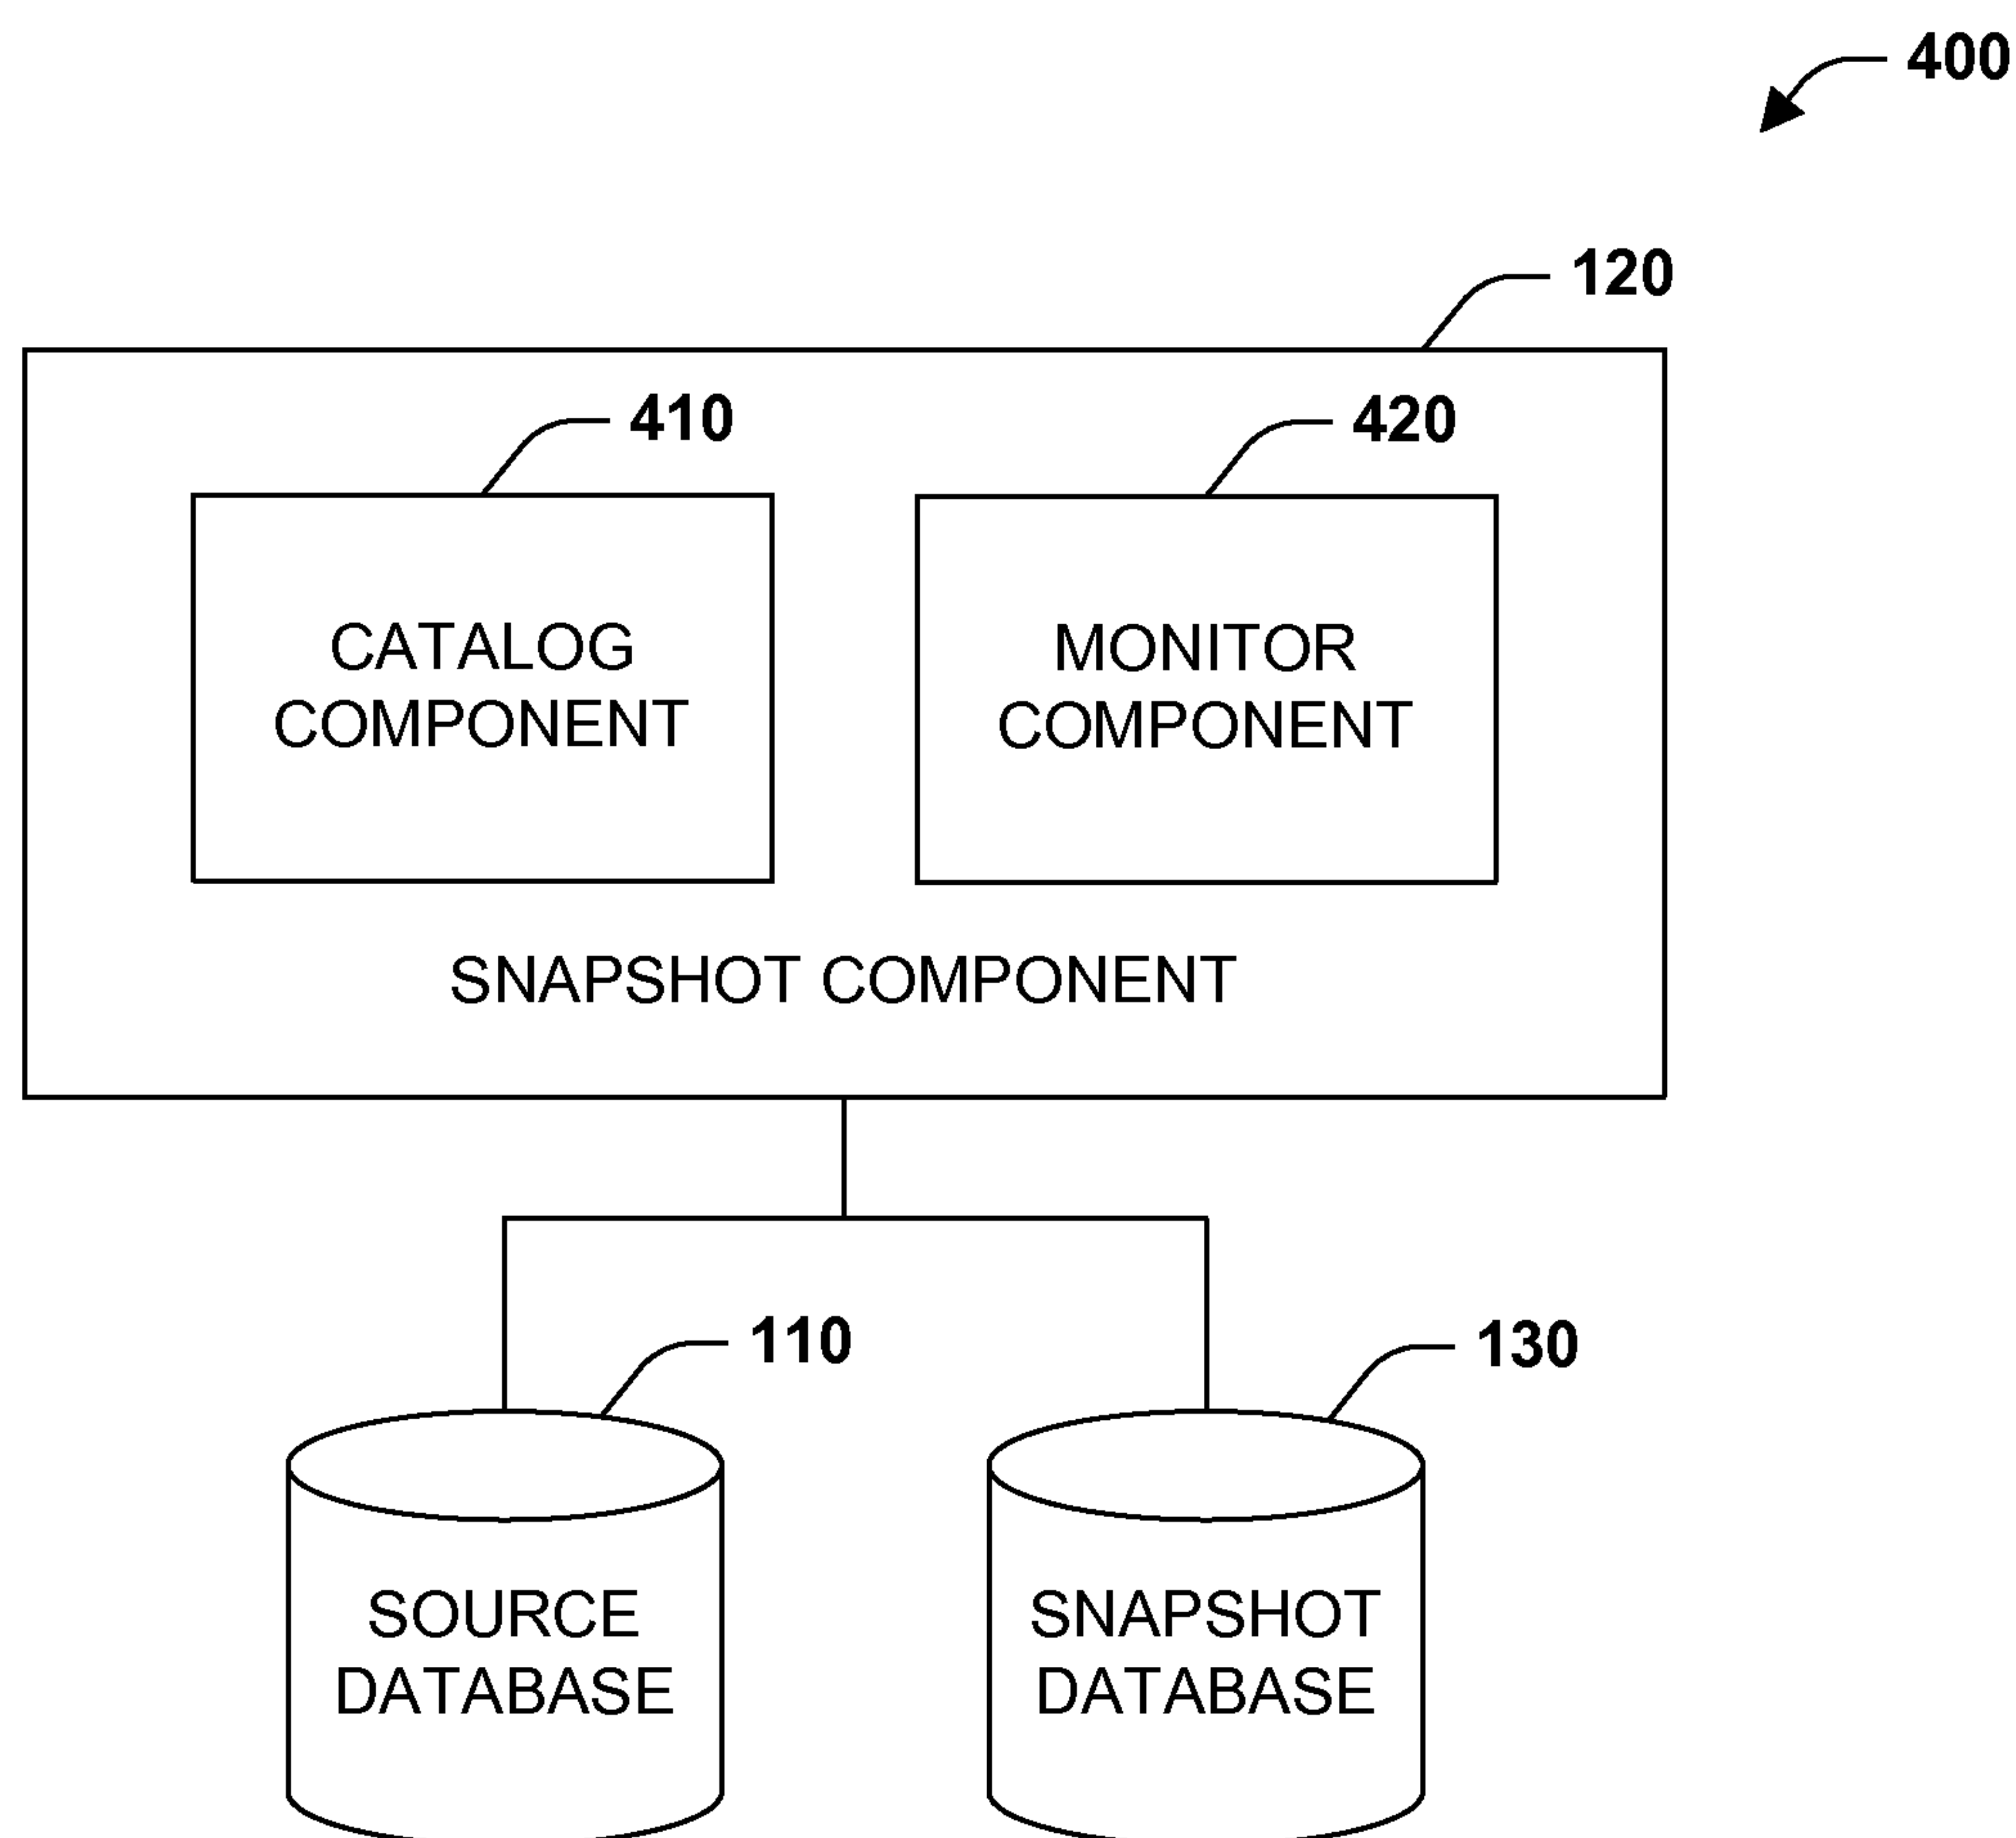 400
120
410
420
CATALOG
COMPONENT
MONITOR
COMPONENT
SNAPSHOT COMPONENT
110
130
SOURCE
DATABASE
SNAPSHOT
DATABASE